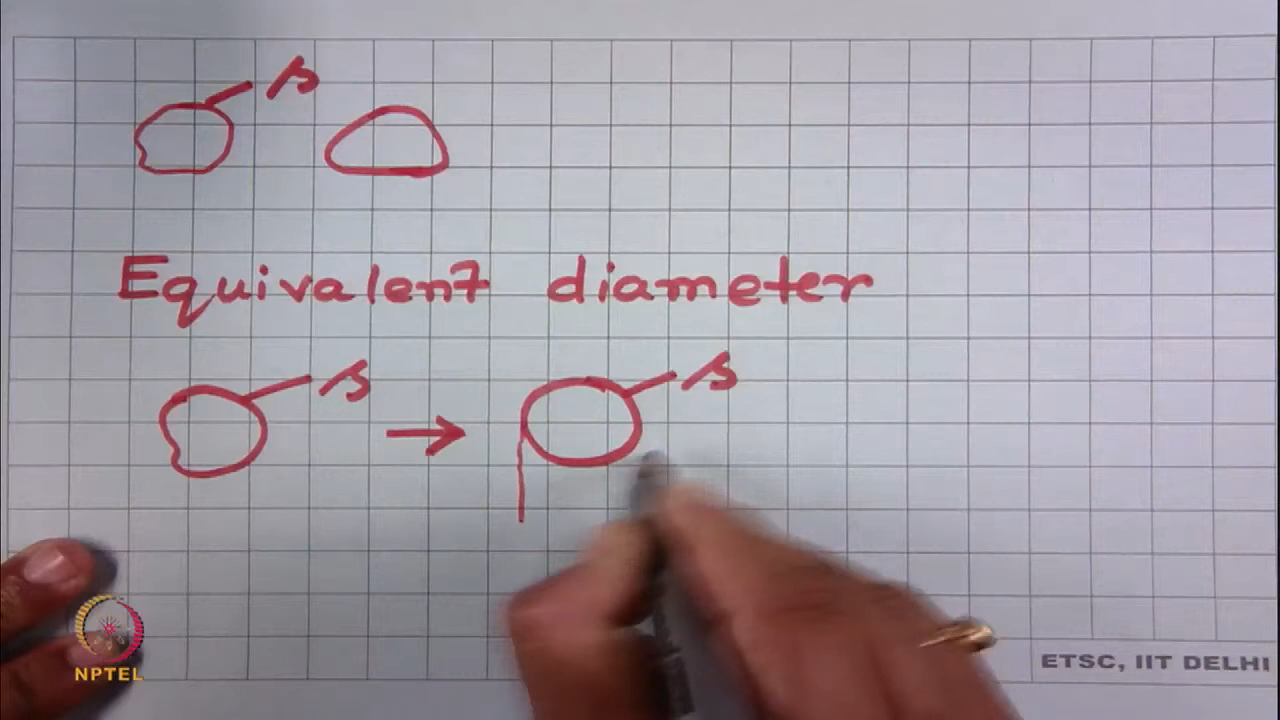 s
Equivalent diameter
s → s
NPTEL
ETSC, IIT DELHI